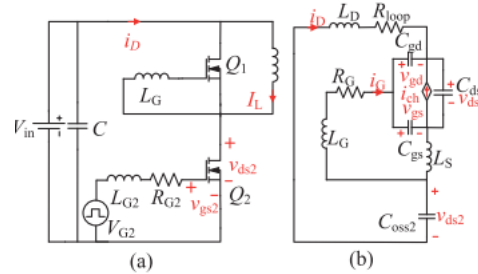 i_D
Q_1
L_G
I_L
V_in
+
C
+
v_ds2
-
L_G2
R_G2
+
v_gs2
-
Q_2
V_G2
(a)
i_D
L_D
R_loop
C_gd
+ -
v_gd
R_G
i_G
i_ch
+
C_ds
v_ds
-
v_gs
+ -
C_gs
L_G
L_S
+
C_oss2
v_ds2
-
(b)